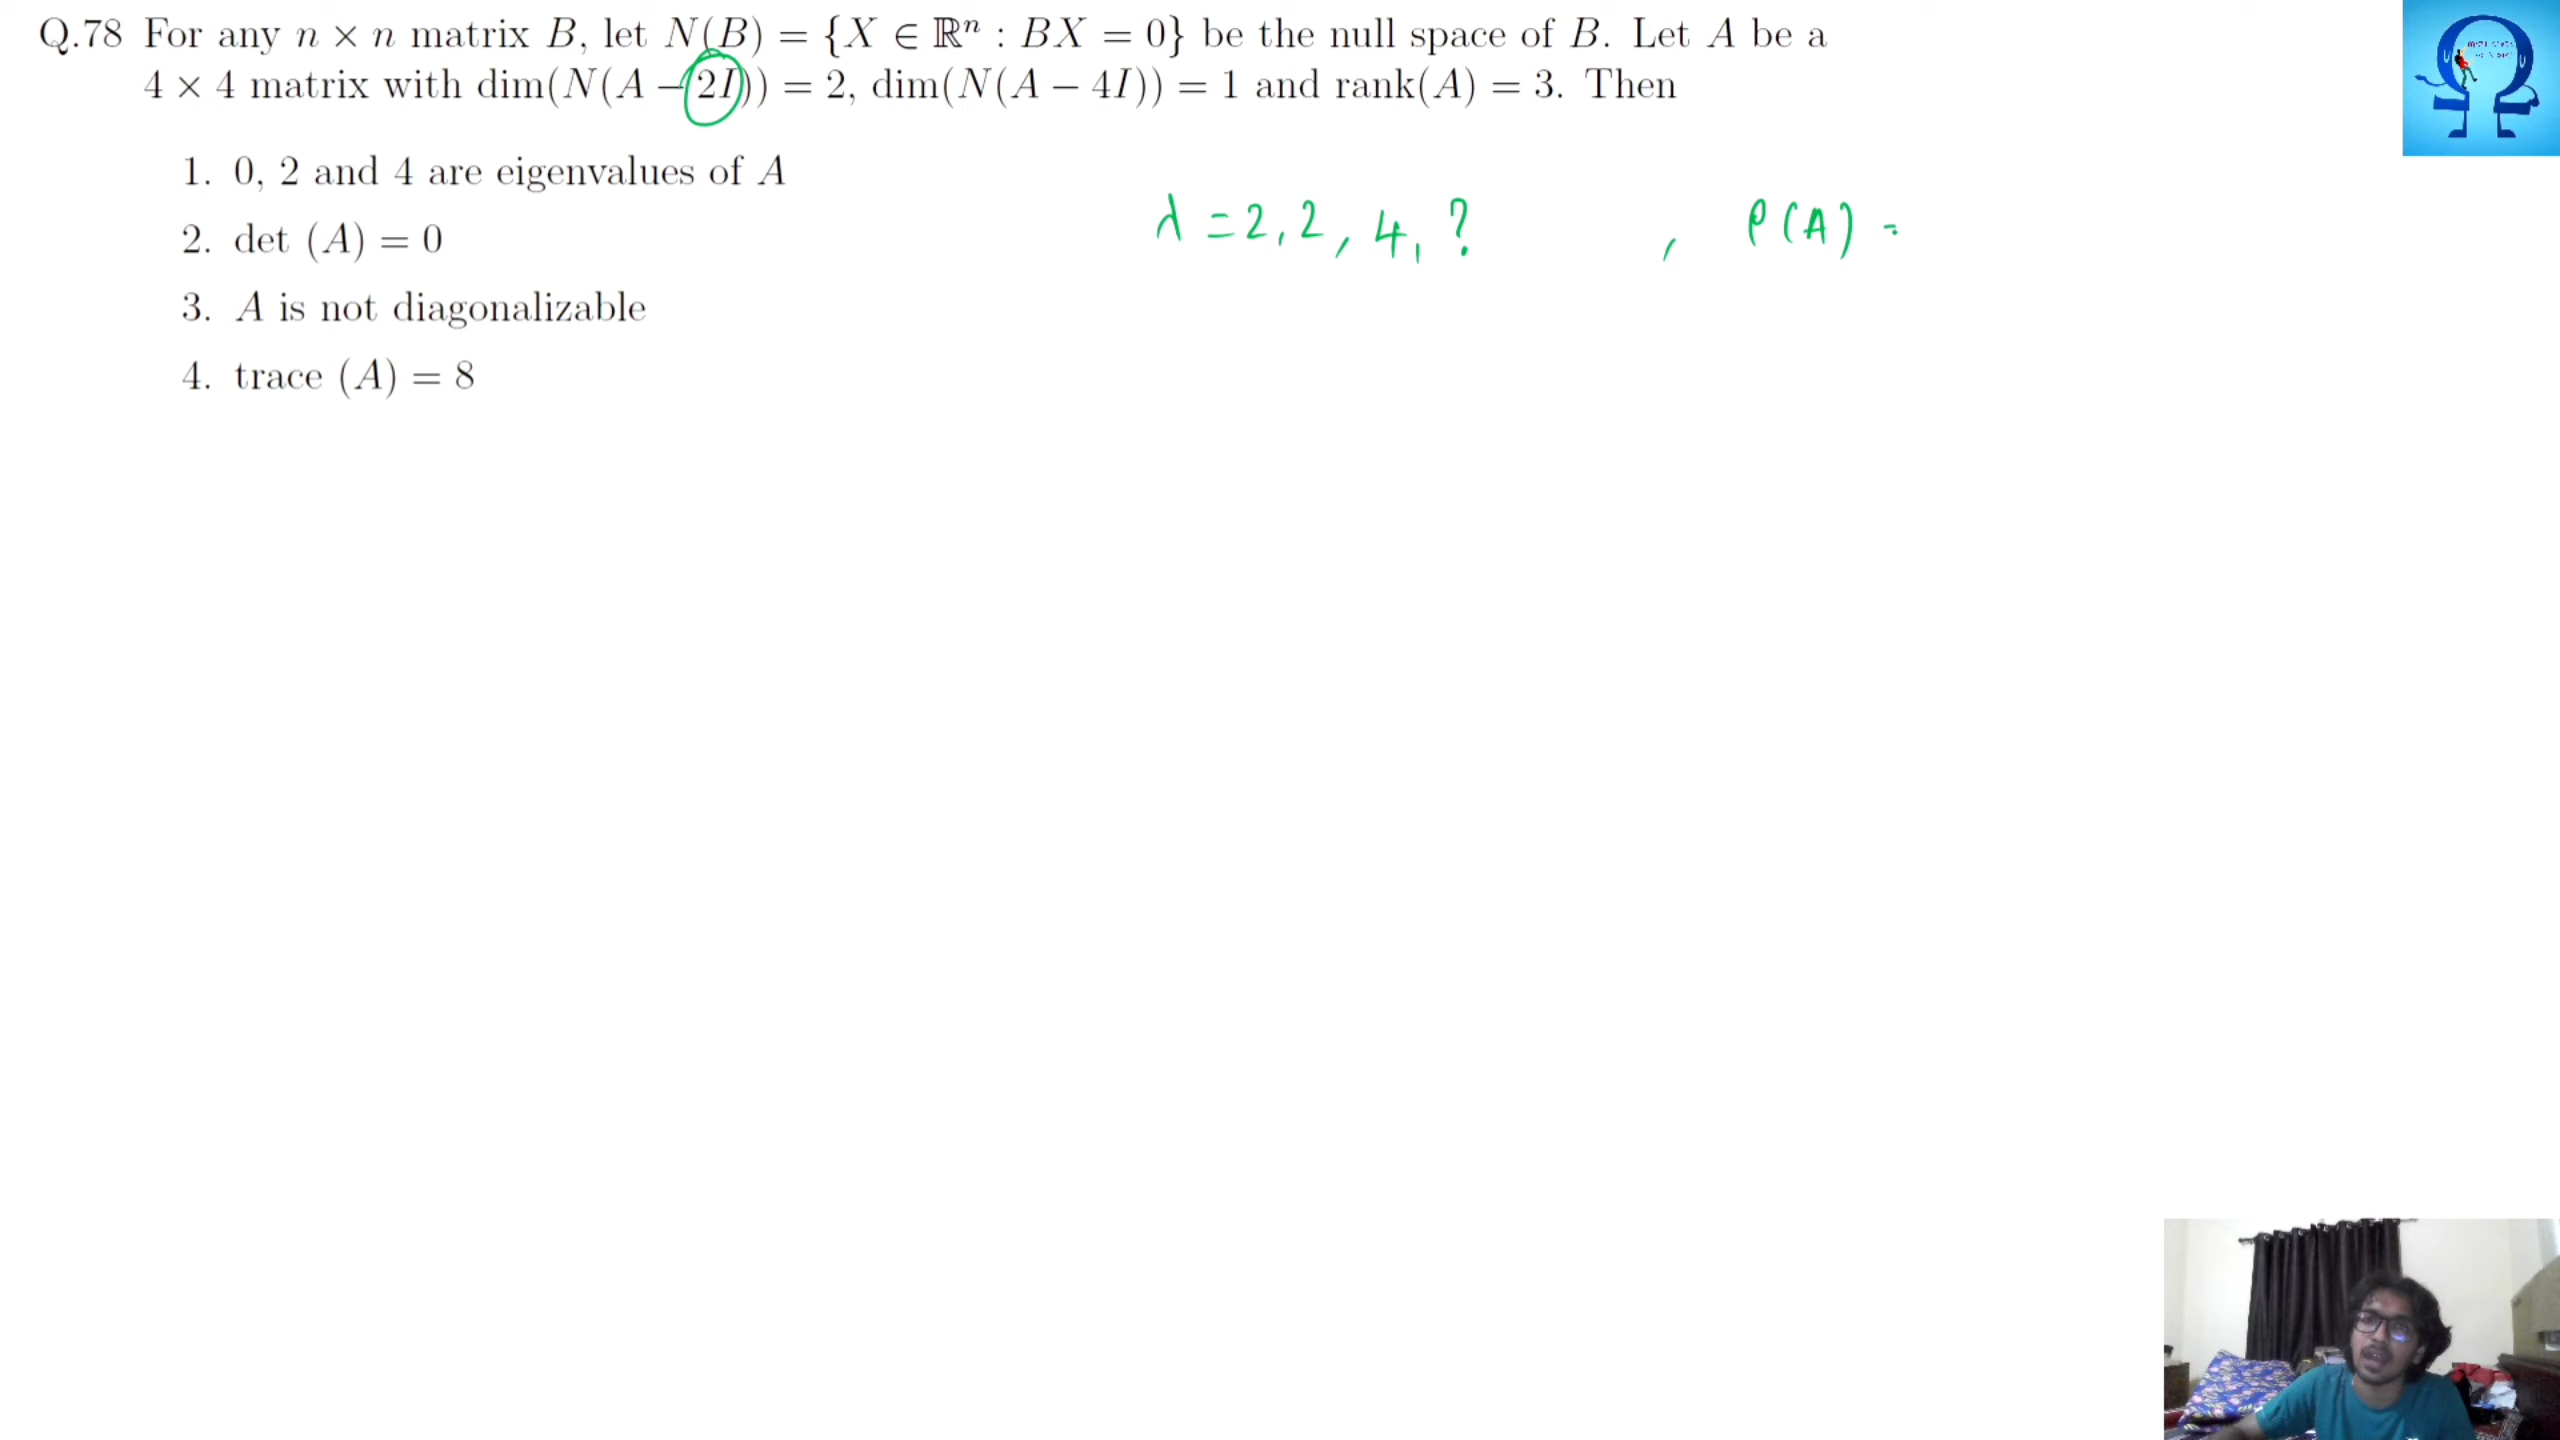 Q.78 For any n × n matrix B, let N(B) = {X ∈ ℝⁿ : BX = 0} be the null space of B. Let A be a
4 × 4 matrix with dim(N(A − 2I)) = 2, dim(N(A − 4I)) = 1 and rank(A) = 3. Then
1. 0, 2 and 4 are eigenvalues of A
2. det (A) = 0
3. A is not diagonalizable
4. trace (A) = 8
λ = 2, 2, 4, ? , ρ(A) =